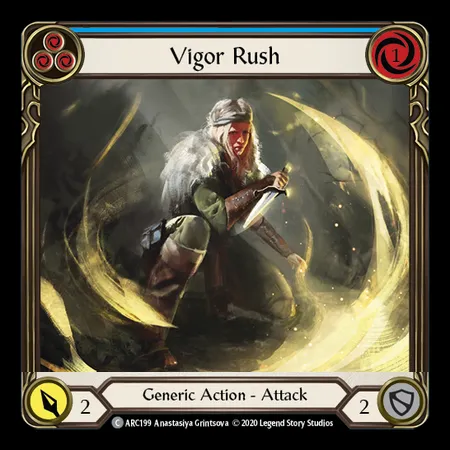 Vigor Rush
1
Generic Action - Attack
2
2
C ARC199 Anastasiya Grintsova © 2020 Legend Story Studios